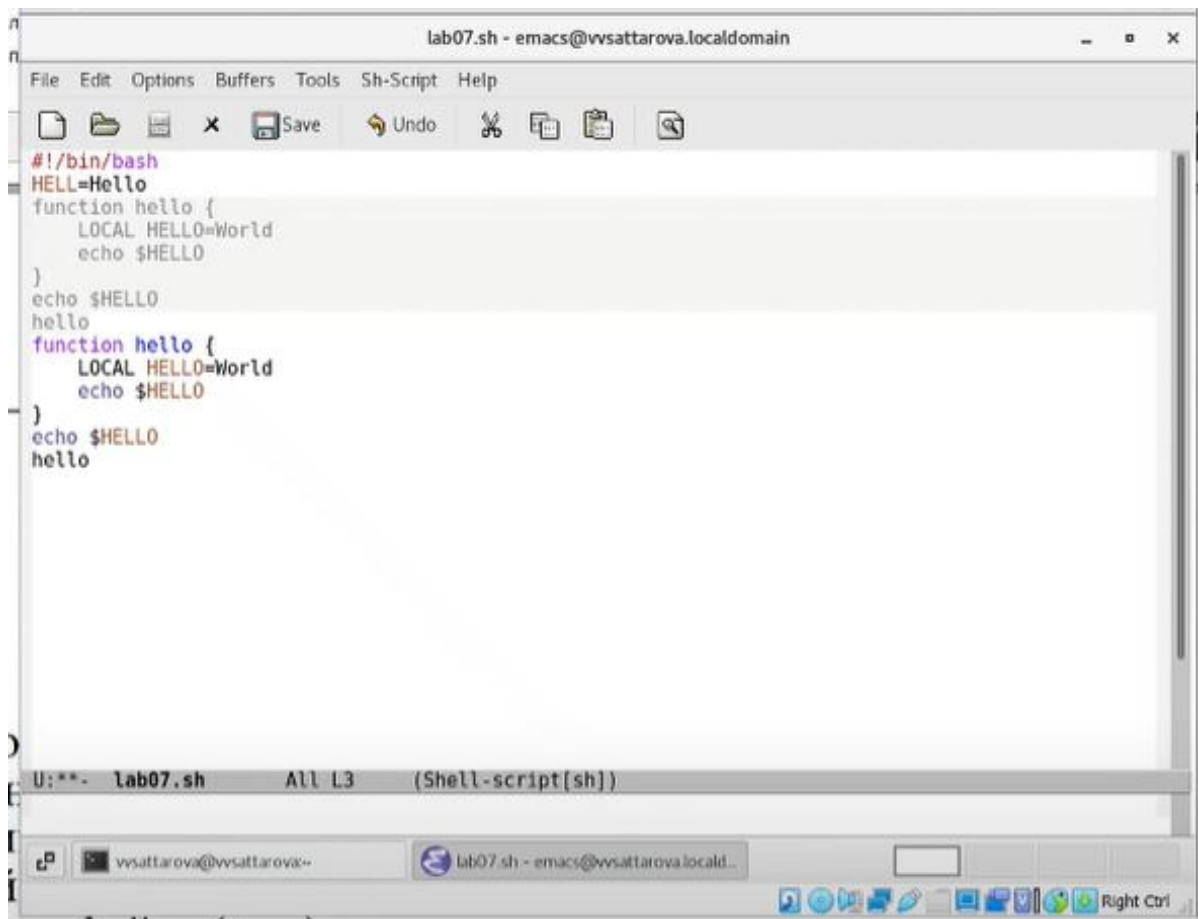 lab07.sh - emacs@vvsattarova.localdomain
File Edit Options Buffers Tools Sh-Script Help
Save Undo
#!/bin/bash
HELL=Hello
function hello {
    LOCAL HELLO=World
    echo $HELLO
}
echo $HELLO
hello
function hello {
    LOCAL HELLO=World
    echo $HELLO
}
echo $HELLO
hello
U:**- lab07.sh All L3 (Shell-script[sh])
vvsattarova@vvsattarova:~ lab07.sh - emacs@vvsattarova.locald...
Right Ctrl